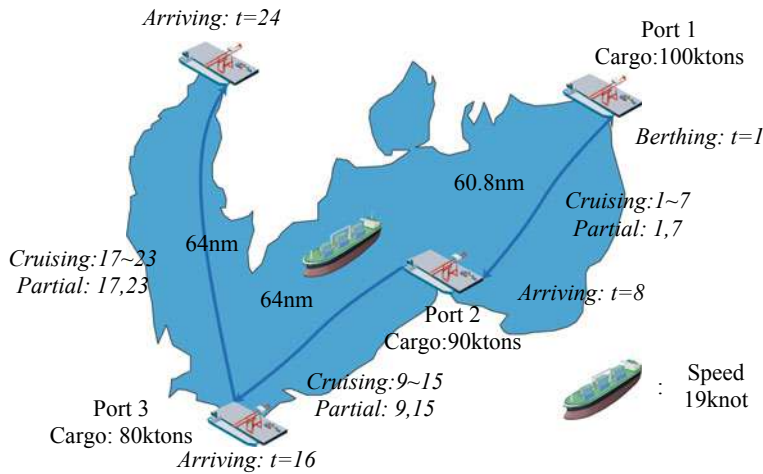 Arriving: t=24
Port 1
Cargo:100ktons
Berthing: t=1
60.8nm
Cruising:1~7
Partial: 1,7
64nm
Cruising:17~23
Partial: 17,23
64nm
Arriving: t=8
Port 2
Cargo:90ktons
Cruising:9~15
Partial: 9,15
: Speed
19knot
Port 3
Cargo: 80ktons
Arriving: t=16